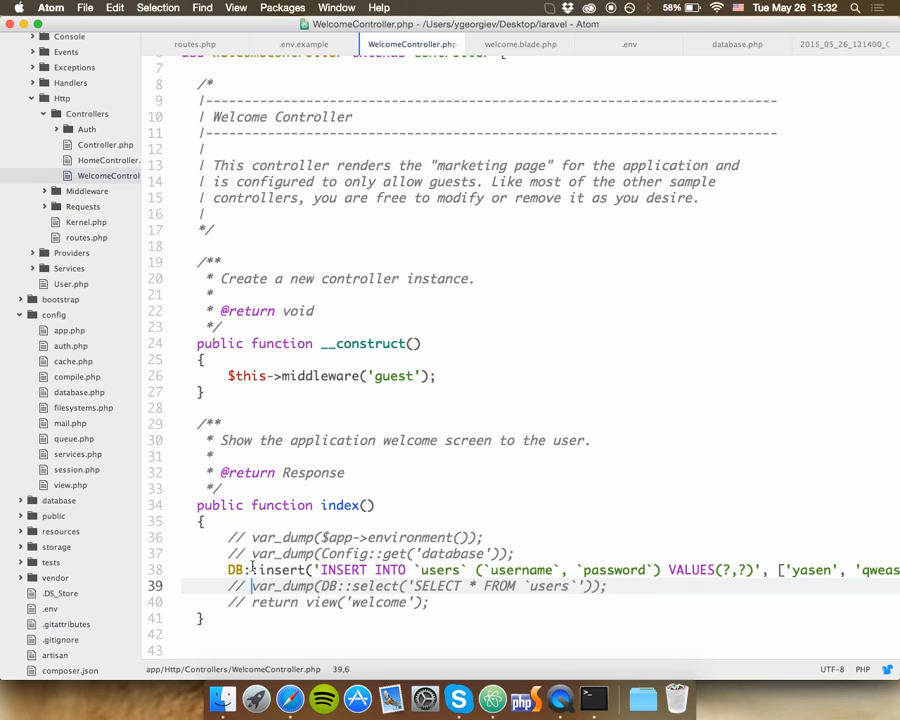 Atom File Edit View Selection Find View Packages Window Help 58% Tue May 26 15:32
WelcomeController.php - /Users/ygeorgiev/Desktop/laravel - Atom
routes.php .env.example WelcomeController.php welcome.blade.php .env database.php 2015_05_26_121400_c
Console
Events
Exceptions
Handlers
Http
Controllers
Auth
Controller.php
HomeController.
WelcomeControl
Middleware
Requests
Kernel.php
routes.php
Providers
Services
User.php
bootstrap
config
app.php
auth.php
cache.php
compile.php
database.php
filesystems.php
mail.php
queue.php
services.php
session.php
view.php
database
public
resources
storage
tests
vendor
.DS_Store
.env
.gitattributes
.gitignore
artisan
composer.json
7
8 /*
9 |--------------------------------------------------------------------------
10 | Welcome Controller
11 |--------------------------------------------------------------------------
12 |
13 | This controller renders the "marketing page" for the application and
14 | is configured to only allow guests. Like most of the other sample
15 | controllers, you are free to modify or remove it as you desire.
16 |
17 */
18
19 /**
20 * Create a new controller instance.
21 *
22 * @return void
23 */
24 public function __construct()
25 {
26 $this->middleware('guest');
27 }
28
29 /**
30 * Show the application welcome screen to the user.
31 *
32 * @return Response
33 */
34 public function index()
35 {
36 // var_dump($app->environment());
37 // var_dump(Config::get('database'));
38 DB::insert('INSERT INTO `users` (`username`, `password`) VALUES(?,?)', ['yasen', 'qweas
39 // var_dump(DB::select('SELECT * FROM `users`'));
40 // return view('welcome');
41 }
42
43
app/Http/Controllers/WelcomeController.php 39,6 UTF-8 PHP